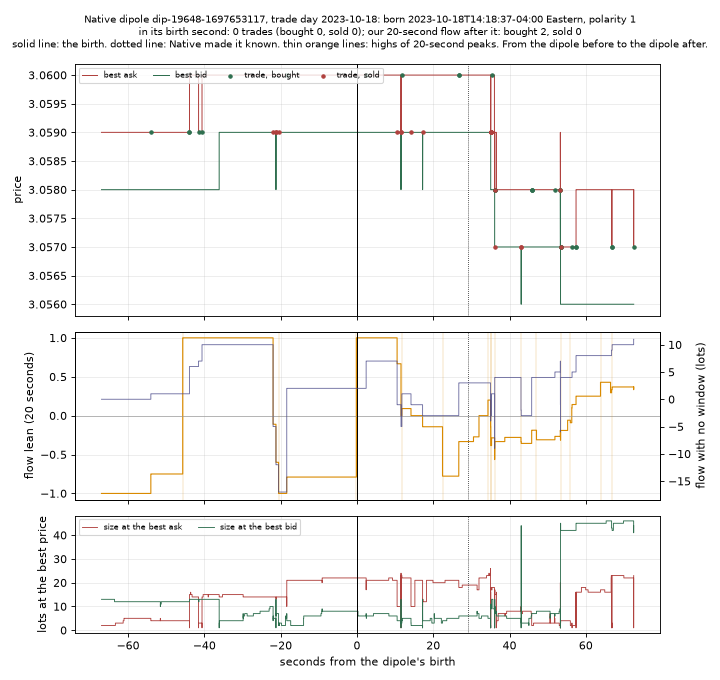 Native dipole dip-19648-1697653117, trade day 2023-10-18: born 2023-10-18T14:18:37-04:00 Eastern, polarity 1
in its birth second: 0 trades (bought 0, sold 0); our 20-second flow after it: bought 2, sold 0
solid line: the birth. dotted line: Native made it known. thin orange lines: highs of 20-second peaks. From the dipole before to the dipole after.
best ask
best bid
trade, bought
trade, sold
3.0600
3.0595
3.0590
3.0585
3.0580
3.0575
3.0570
3.0565
3.0560
price
1.0
0.5
0.0
−0.5
−1.0
flow lean (20 seconds)
10
5
0
−5
−10
−15
flow with no window (lots)
size at the best ask
size at the best bid
40
30
20
10
0
lots at the best price
−60
−40
−20
0
20
40
60
seconds from the dipole's birth